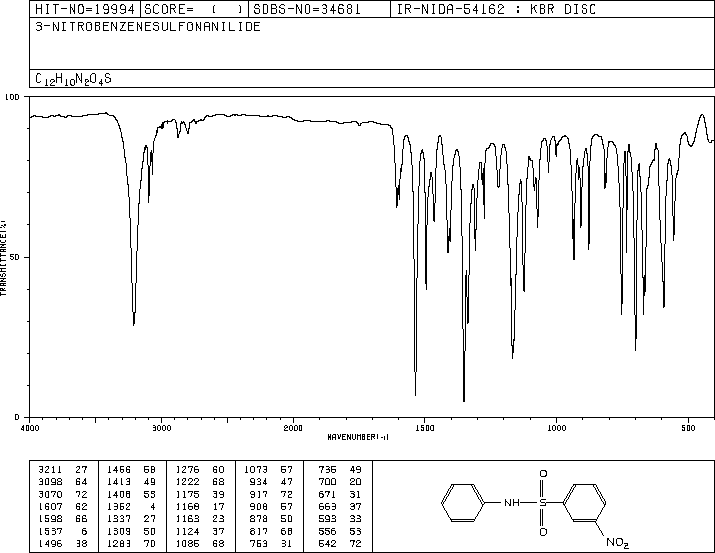 HIT-NO=19994 SCORE= ( ) SDBS-NO=34681 IR-NIDA-54162 : KBR DISC
3-NITROBENZENESULFONANILIDE
C12H10N2O4S
100
TRANSMITTANCE(%)
50
0
4000 3000 2000 1500 1000 500
WAVENUMBER(-1)
3211 27 1466 58 1276 60 1073 57 735 49
3098 64 1413 49 1222 68 934 47 700 20
3070 72 1408 55 1175 39 917 72 671 31
1607 62 1352 4 1168 17 908 57 663 37
1598 66 1337 27 1163 23 878 50 593 33
1537 6 1309 50 1124 37 817 68 556 53
1496 38 1283 70 1085 68 753 31 542 72
O
NH S
O
NO2